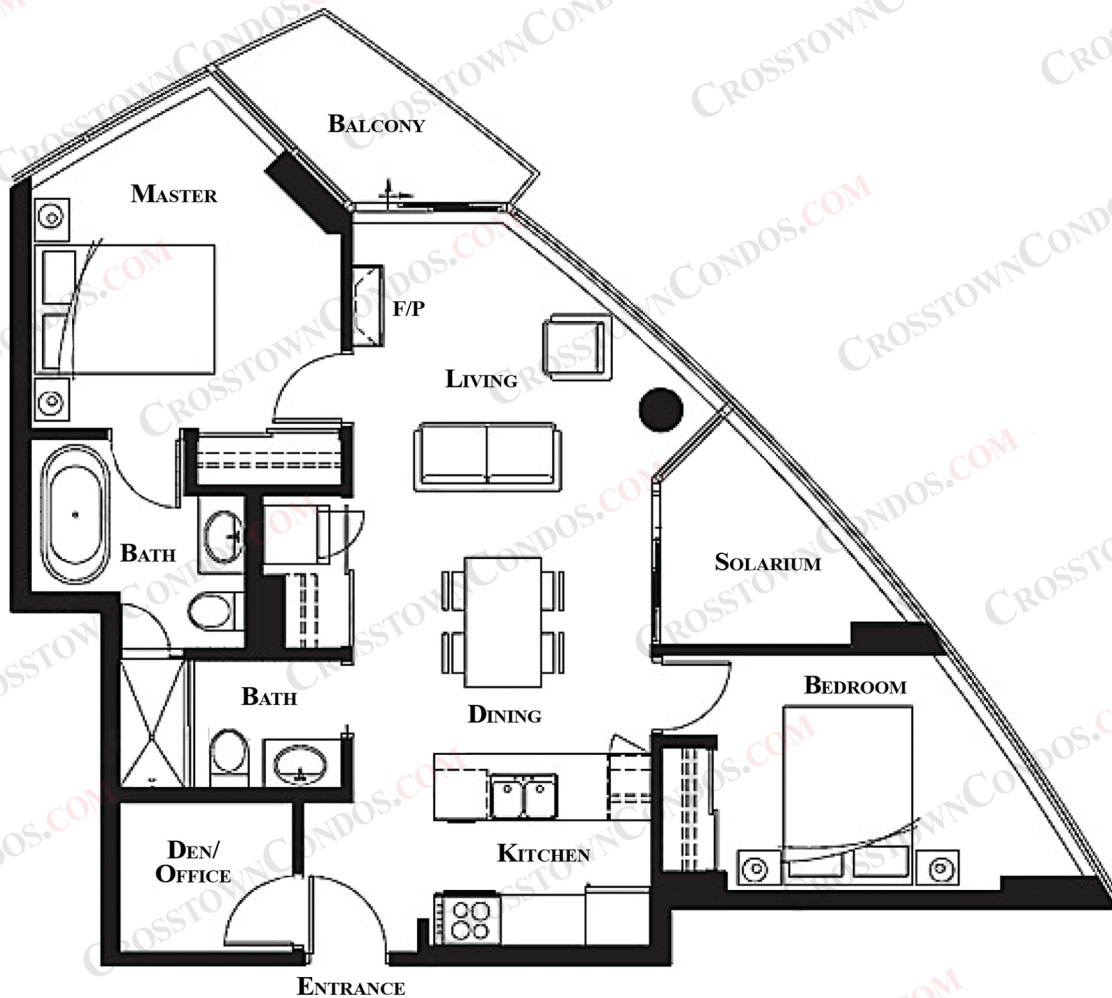 BALCONY
MASTER
F/P
LIVING
BATH
SOLARIUM
BATH
BEDROOM
DINING
DEN/
OFFICE
KITCHEN
ENTRANCE
CROSSTOWNCONDOS.COM